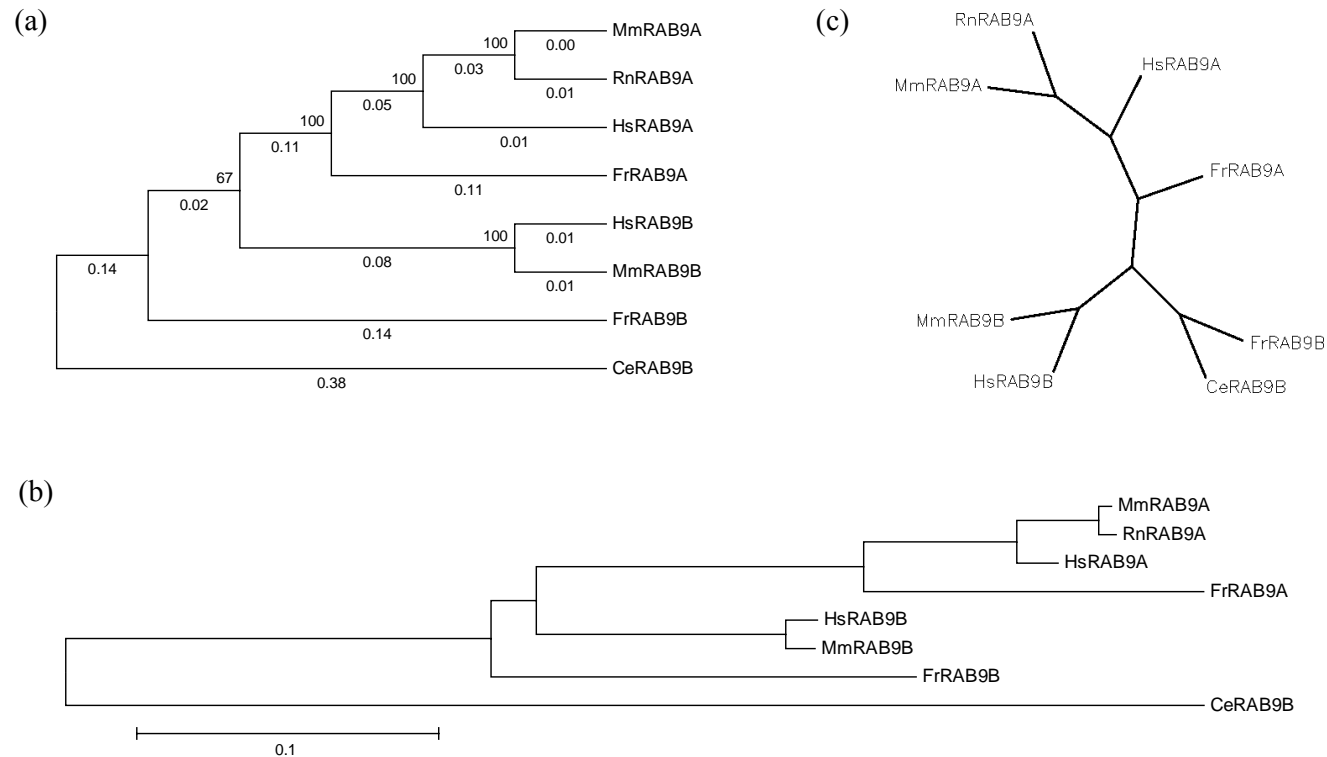 (a)
MmRAB9A
100
0.00
0.03
RnRAB9A
100
0.01
0.05
HsRAB9A
100
0.01
0.11
FrRAB9A
67
0.11
0.02
HsRAB9B
100
0.01
0.08
MmRAB9B
0.14
0.01
FrRAB9B
0.14
CeRAB9B
0.38
(c)
RnRAB9A
HsRAB9A
MmRAB9A
FrRAB9A
MmRAB9B
FrRAB9B
HsRAB9B
CeRAB9B
(b)
MmRAB9A
RnRAB9A
HsRAB9A
FrRAB9A
HsRAB9B
MmRAB9B
FrRAB9B
CeRAB9B
0.1